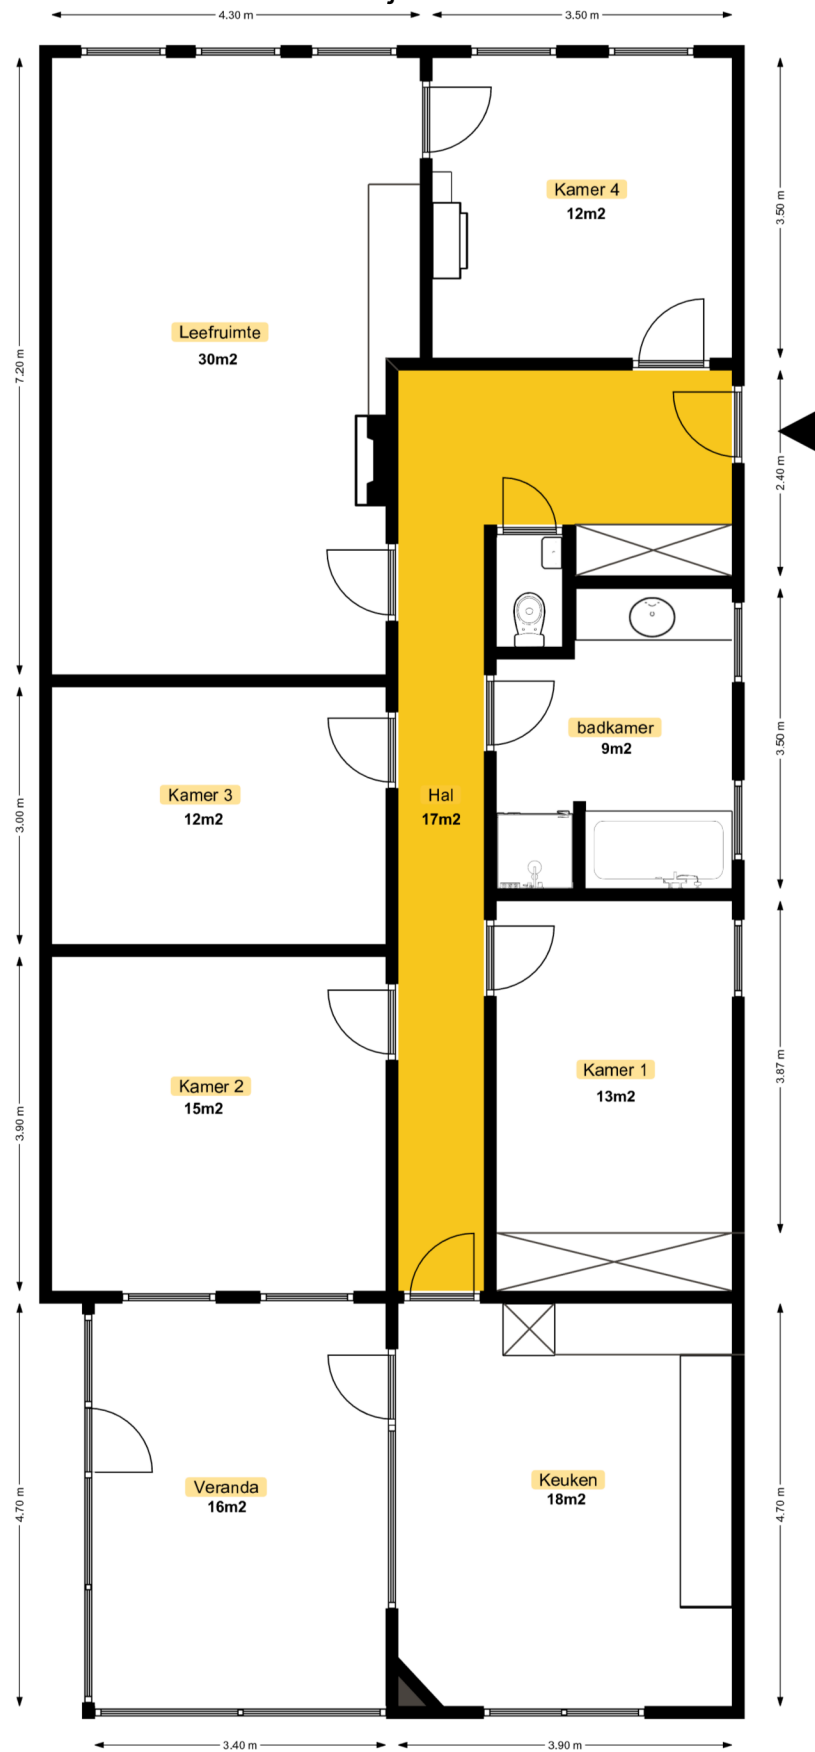 4.30 m
3.50 m
Kamer 4
12m2
3.50 m
Leefruimte
30m2
7.20 m
2.40 m
badkamer
9m2
3.50 m
Kamer 3
12m2
Hal
17m2
3.00 m
Kamer 1
13m2
3.87 m
Kamer 2
15m2
3.90 m
Keuken
18m2
Veranda
16m2
4.70 m
4.70 m
3.40 m
3.90 m